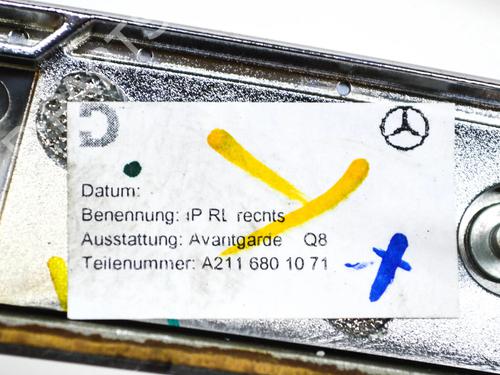 Datum:
Benennung: IP RL rechts
Ausstattung: Avantgarde Q8
Teilenummer: A211 680 10 71